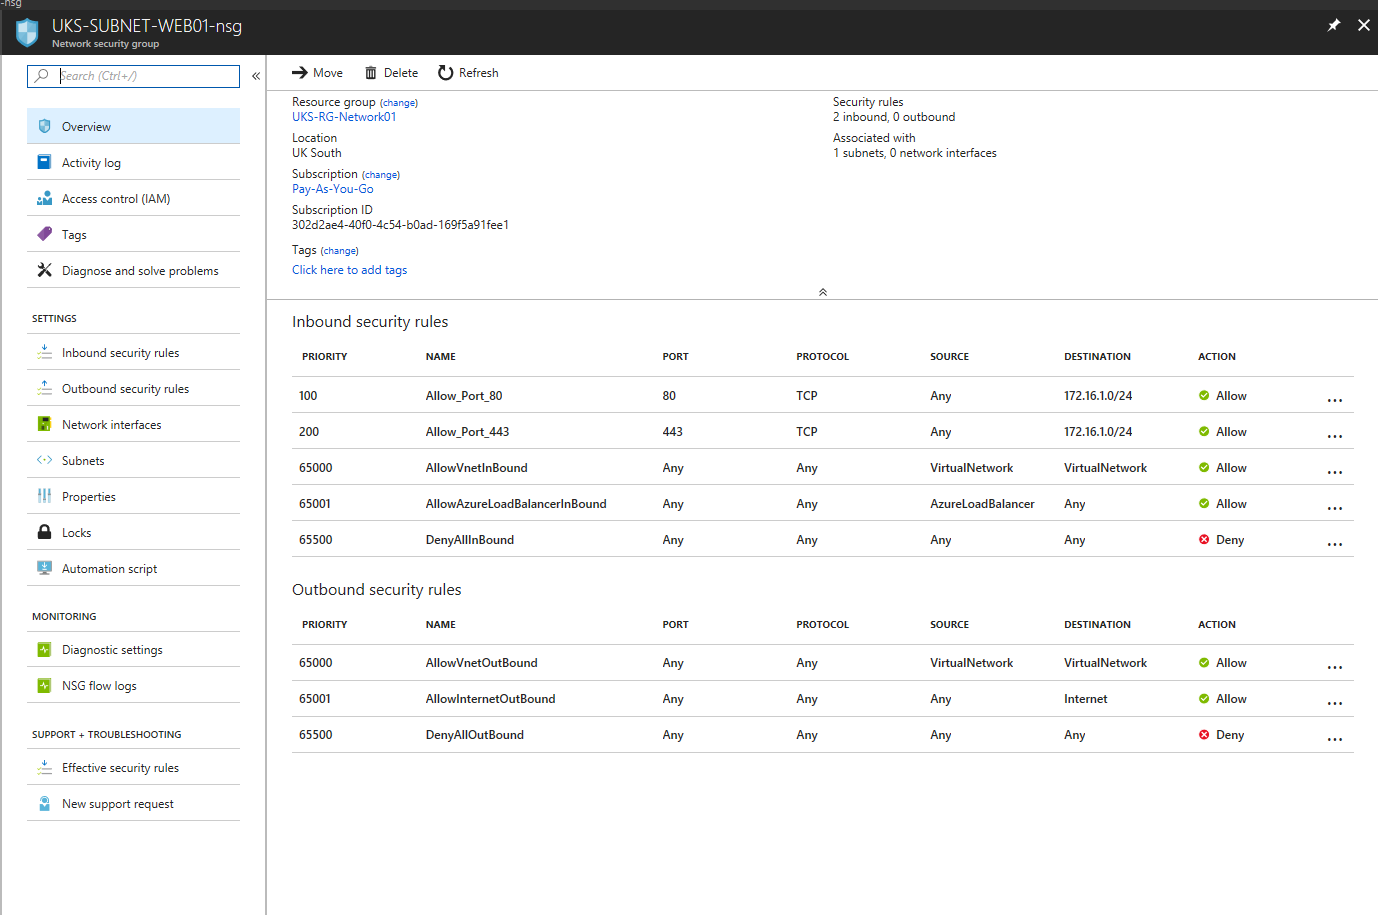 -nsg
UKS-SUBNET-WEB01-nsg
Network security group
Search (Ctrl+/)
Overview
Activity log
Access control (IAM)
Tags
Diagnose and solve problems
SETTINGS
Inbound security rules
Outbound security rules
Network interfaces
Subnets
Properties
Locks
Automation script
MONITORING
Diagnostic settings
NSG flow logs
SUPPORT + TROUBLESHOOTING
Effective security rules
New support request
Move Delete Refresh
Resource group (change)
UKS-RG-Network01
Location
UK South
Subscription (change)
Pay-As-You-Go
Subscription ID
302d2ae4-40f0-4c54-b0ad-169f5a91fee1
Tags (change)
Click here to add tags
Security rules
2 inbound, 0 outbound
Associated with
1 subnets, 0 network interfaces
Inbound security rules
PRIORITY NAME PORT PROTOCOL SOURCE DESTINATION ACTION
100 Allow_Port_80 80 TCP Any 172.16.1.0/24 Allow ...
200 Allow_Port_443 443 TCP Any 172.16.1.0/24 Allow ...
65000 AllowVnetInBound Any Any VirtualNetwork VirtualNetwork Allow ...
65001 AllowAzureLoadBalancerInBound Any Any AzureLoadBalancer Any Allow ...
65500 DenyAllInBound Any Any Any Any Deny ...
Outbound security rules
PRIORITY NAME PORT PROTOCOL SOURCE DESTINATION ACTION
65000 AllowVnetOutBound Any Any VirtualNetwork VirtualNetwork Allow ...
65001 AllowInternetOutBound Any Any Any Internet Allow ...
65500 DenyAllOutBound Any Any Any Any Deny ...